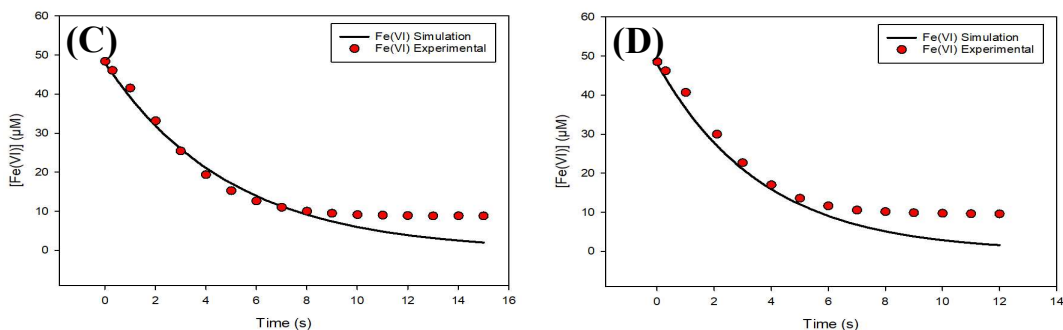 (C)
Fe(VI) Simulation
Fe(VI) Experimental
60
50
40
30
20
10
0
[Fe(VI)] (µM)
0 2 4 6 8 10 12 14 16
Time (s)
(D)
Fe(VI) Simulation
Fe(VI) Experimental
60
50
40
30
20
10
0
[Fe(VI)] (µM)
0 2 4 6 8 10 12 14
Time (s)